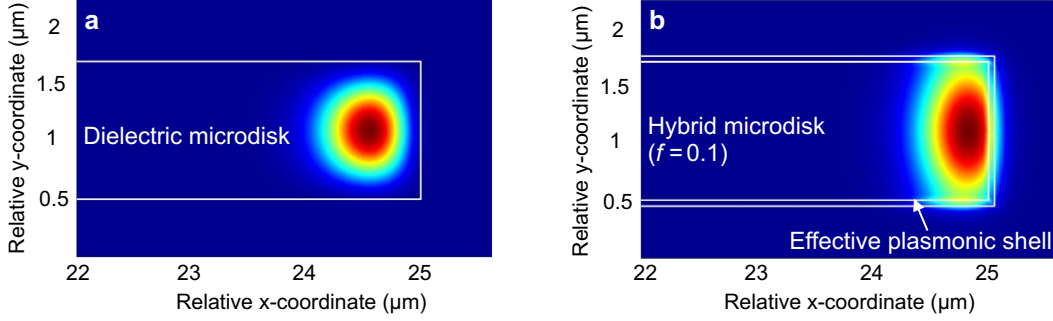 a
Relative y-coordinate (μm)
2
1.5
1
0.5
Dielectric microdisk
22
23
24
25
Relative x-coordinate (μm)
b
Relative y-coordinate (μm)
2
1.5
1
0.5
Hybrid microdisk
(f = 0.1)
Effective plasmonic shell
22
23
24
25
Relative x-coordinate (μm)